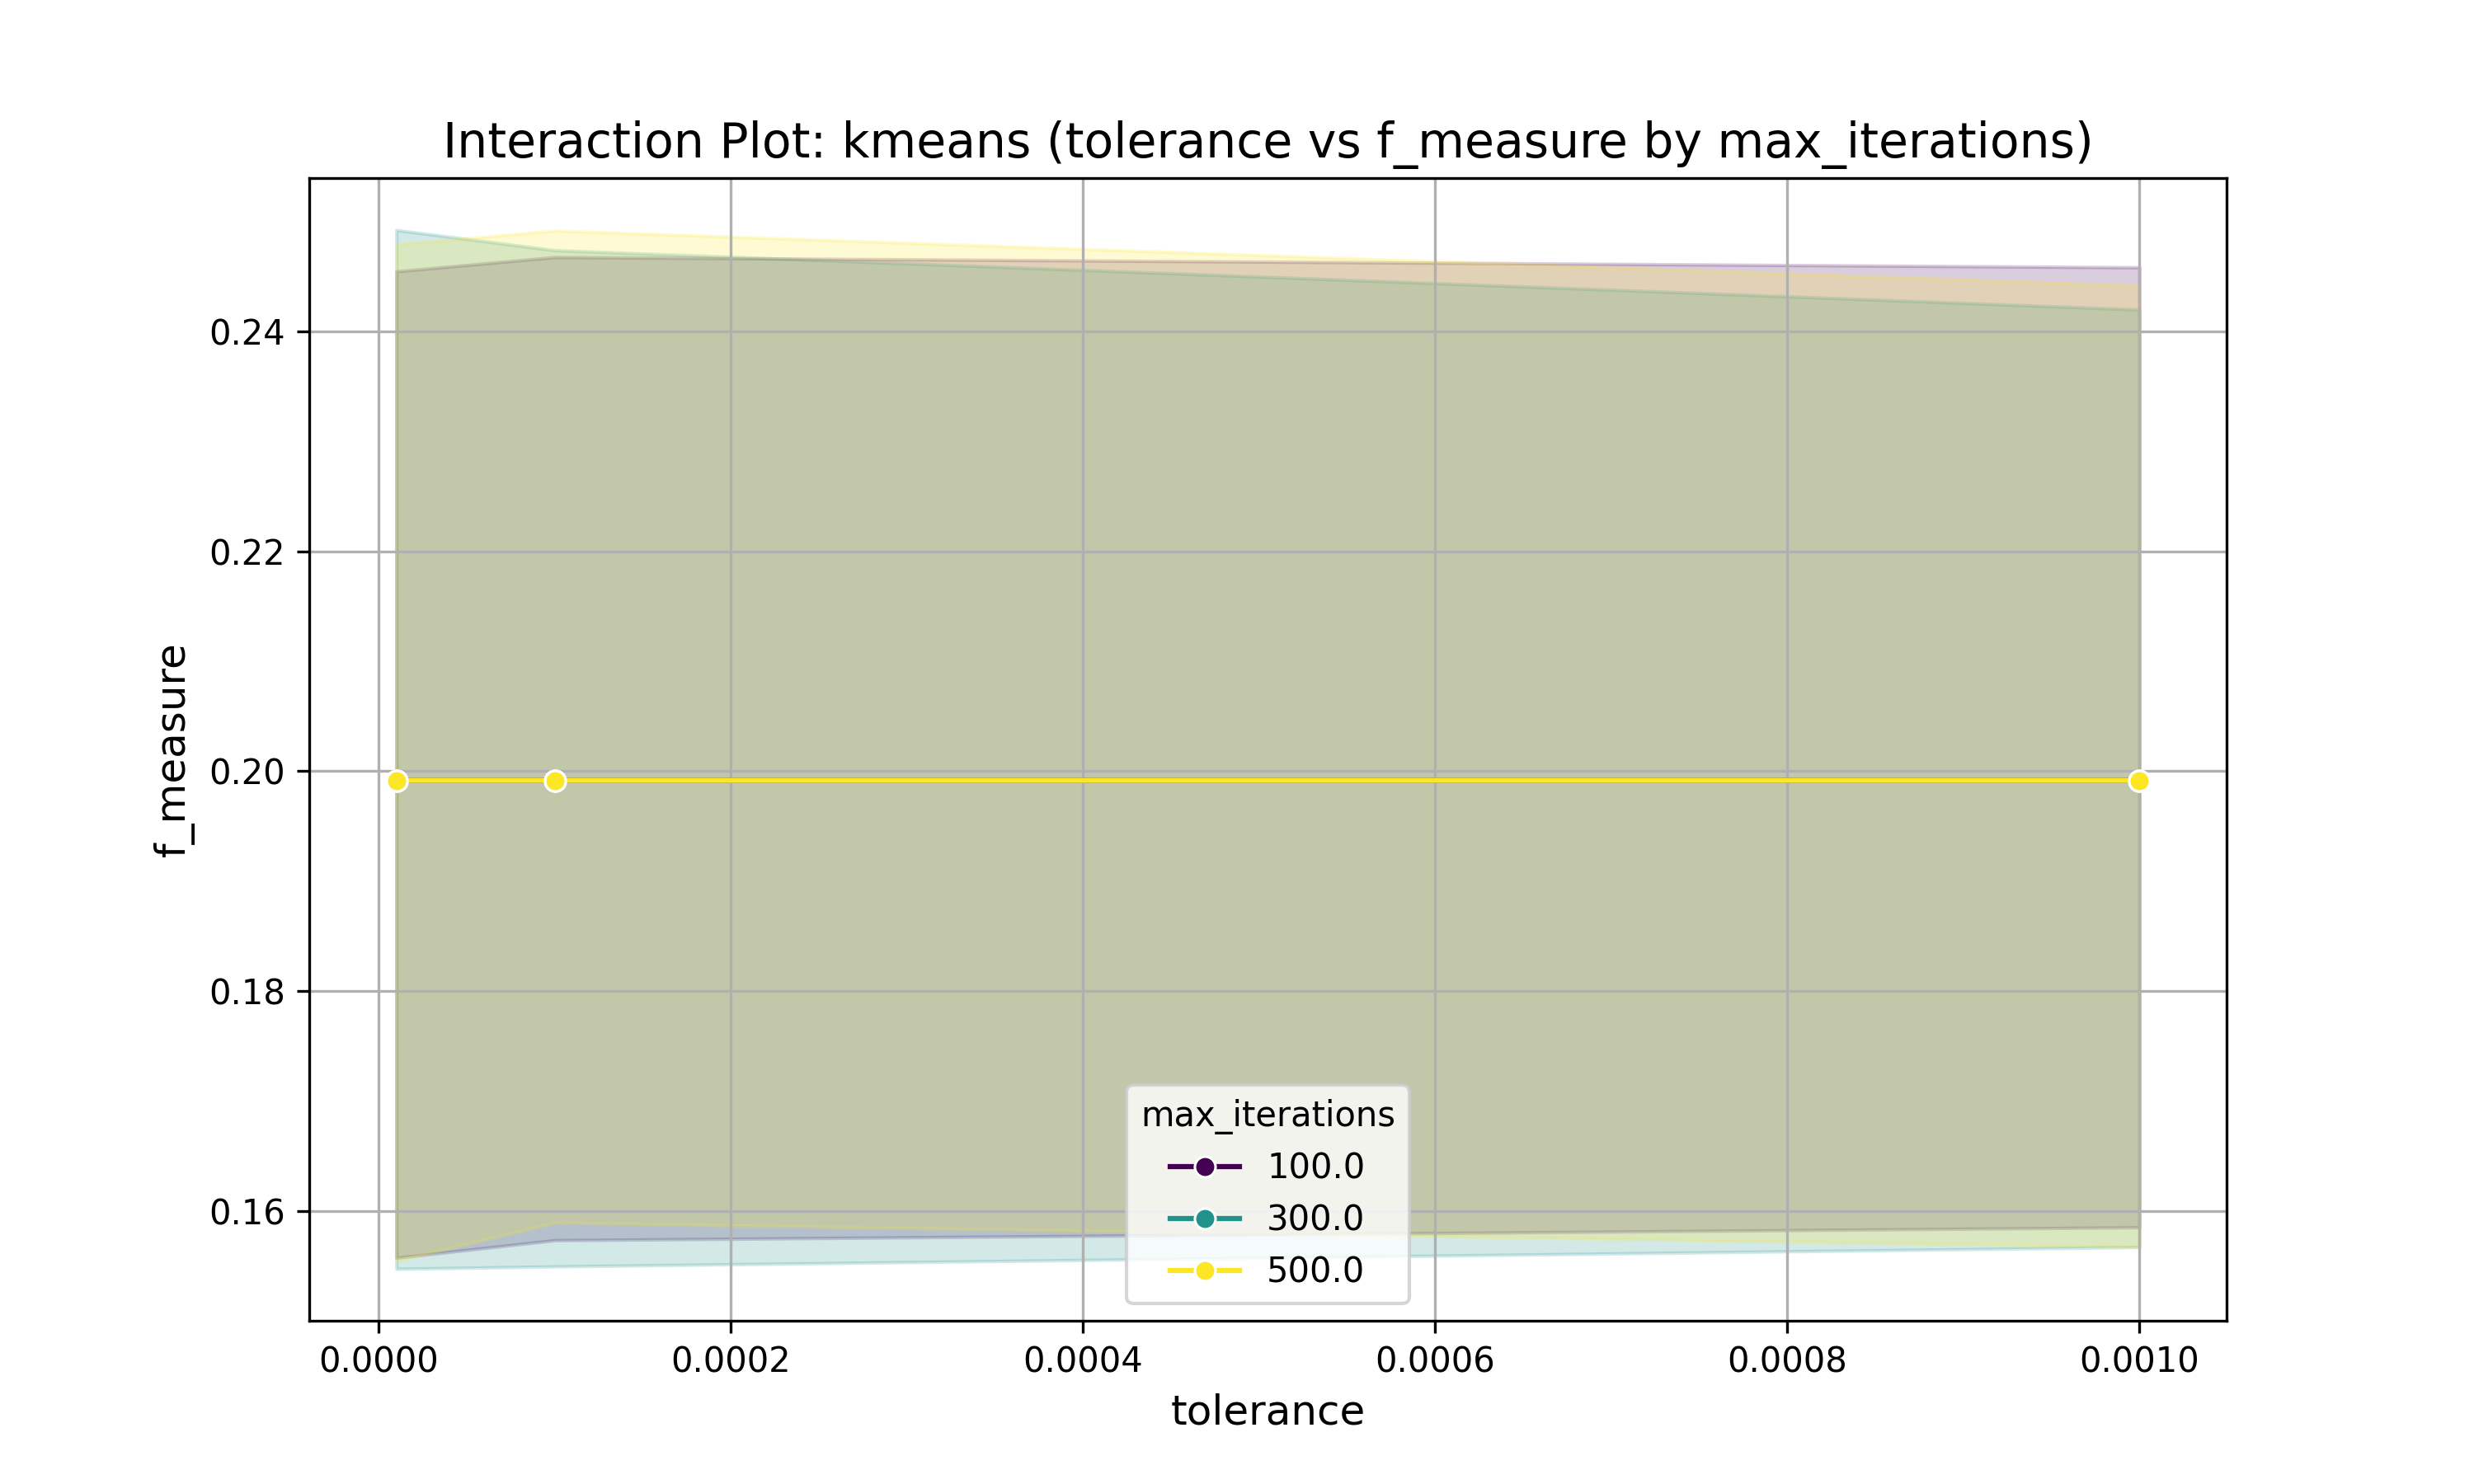 Interaction Plot: kmeans (tolerance vs f_measure by max_iterations)
f_measure
0.24
0.22
0.20
0.18
0.16
max_iterations
100.0
300.0
500.0
0.0000 0.0002 0.0004 0.0006 0.0008 0.0010
tolerance